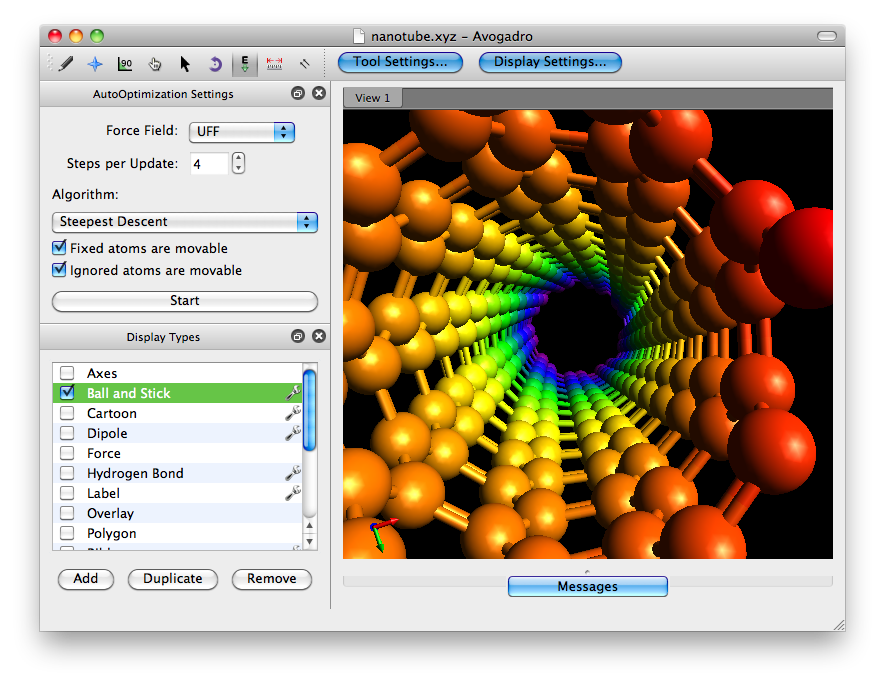 nanotube.xyz – Avogadro
90
E
Tool Settings...
Display Settings...
AutoOptimization Settings
View 1
Force Field:
UFF
Steps per Update:
4
Algorithm:
Steepest Descent
Fixed atoms are movable
Ignored atoms are movable
Start
Display Types
Axes
Ball and Stick
Cartoon
Dipole
Force
Hydrogen Bond
Label
Overlay
Polygon
Add
Duplicate
Remove
Messages